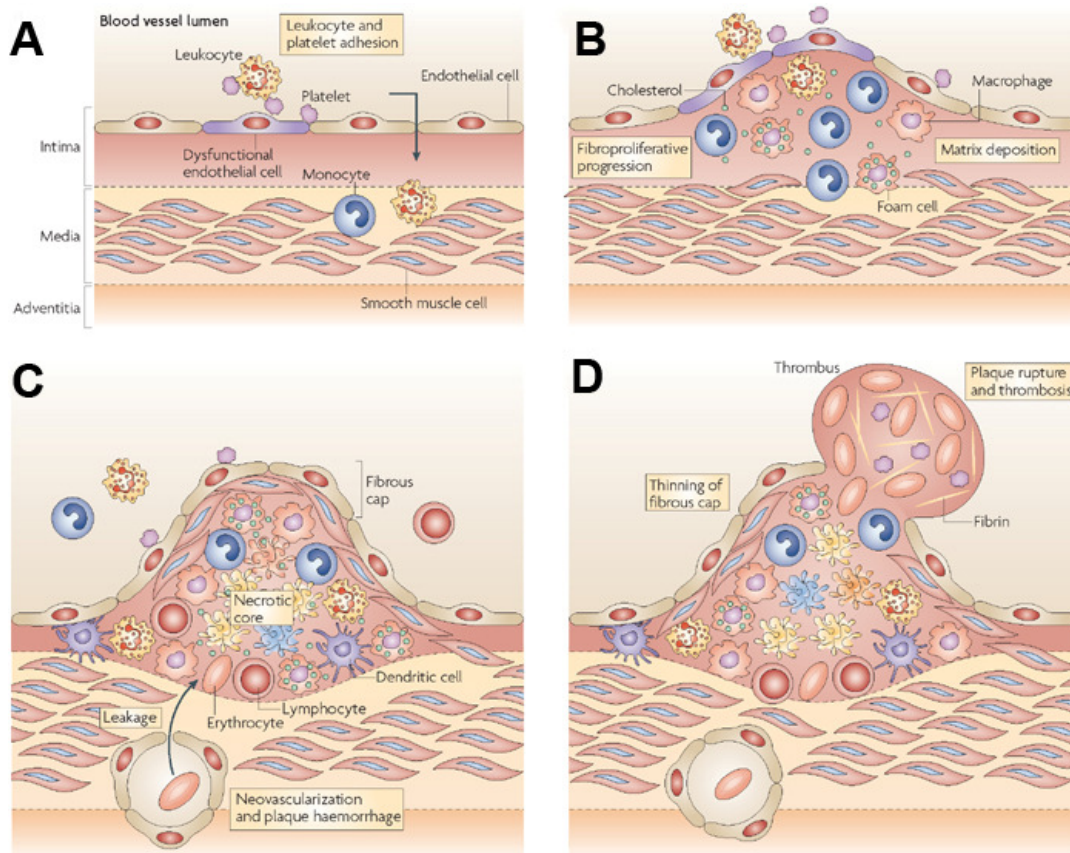 A
Blood vessel lumen
Leukocyte and
platelet adhesion
Leukocyte
Platelet
Endothelial cell
Intima
Dysfunctional
endothelial cell
Monocyte
Media
Smooth muscle cell
Adventitia
B
Cholesterol
Macrophage
Fibroproliferative
progression
Matrix deposition
Foam cell
C
Fibrous
cap
Necrotic
core
Dendritic cell
Lymphocyte
Leakage
Erythrocyte
Neovascularization
and plaque haemorrhage
D
Thrombus
Plaque rupture
and thrombosis
Thinning of
fibrous cap
Fibrin